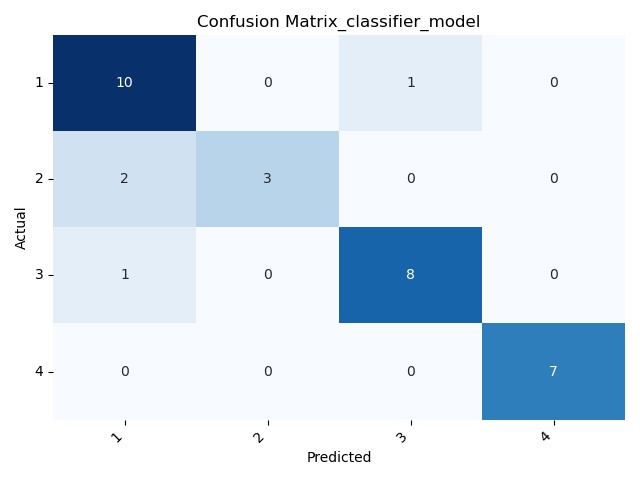 Confusion Matrix_classifier_model
Actual
1 10 0 1 0
2 2 3 0 0
3 1 0 8 0
4 0 0 0 7
1 2 3 4
Predicted